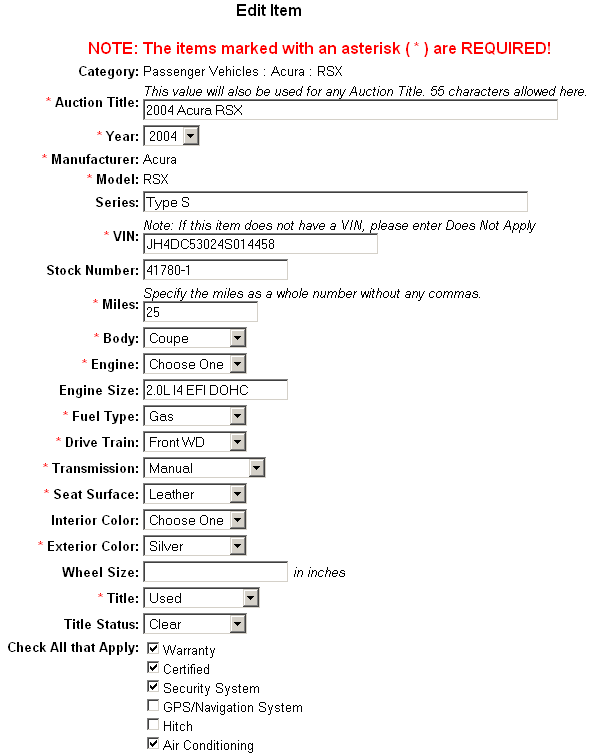 Edit Item
NOTE: The items marked with an asterisk ( * ) are REQUIRED!
Category: Passenger Vehicles : Acura : RSX
This value will also be used for any Auction Title. 55 characters allowed here.
* Auction Title: 2004 Acura RSX
* Year: 2004
* Manufacturer: Acura
* Model: RSX
Series: Type S
Note: If this item does not have a VIN, please enter Does Not Apply
* VIN: JH4DC53024S014458
Stock Number: 41780-1
Specify the miles as a whole number without any commas.
* Miles: 25
* Body: Coupe
* Engine: Choose One
Engine Size: 2.0L I4 EFI DOHC
* Fuel Type: Gas
* Drive Train: Front WD
* Transmission: Manual
* Seat Surface: Leather
Interior Color: Choose One
* Exterior Color: Silver
Wheel Size: in inches
* Title: Used
Title Status: Clear
Check All that Apply: Warranty
Certified
Security System
GPS/Navigation System
Hitch
Air Conditioning